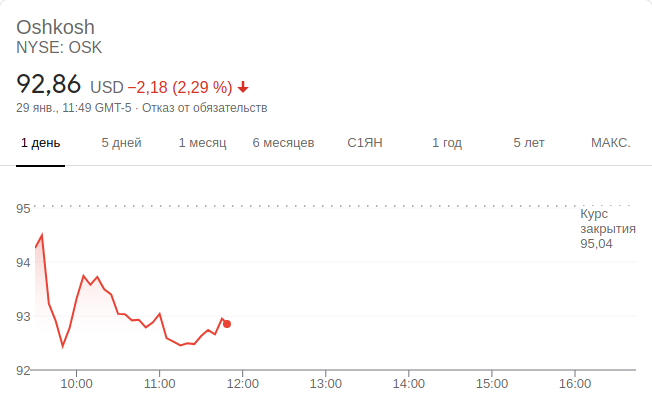 Oshkosh
NYSE: OSK
92,86 USD −2,18 (2,29 %)
29 янв., 11:49 GMT-5 · Отказ от обязательств
1 день 5 дней 1 месяц 6 месяцев С1ЯН 1 год 5 лет МАКС.
95
Курс
закрытия
95,04
94
93
92
10:00 11:00 12:00 13:00 14:00 15:00 16:00